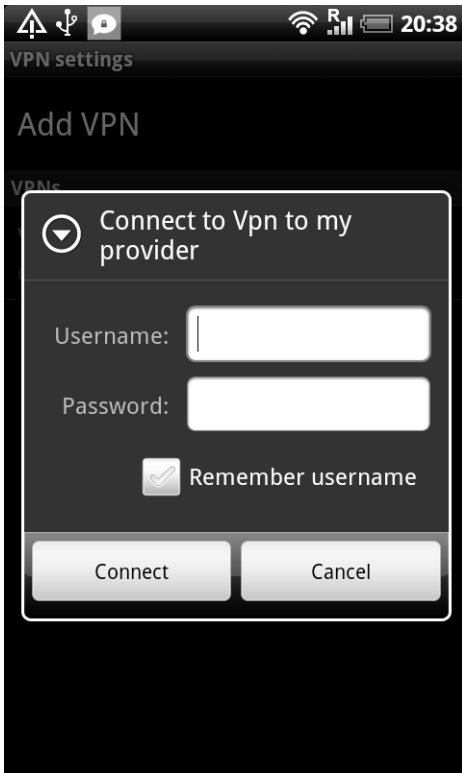 R 20:38
VPN settings
Add VPN
VPNs
Connect to Vpn to my
provider
Username:
Password:
Remember username
Connect Cancel